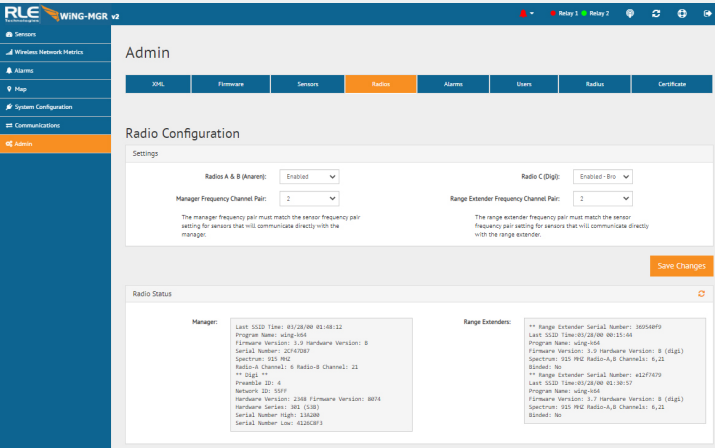 RLE
Technologies
WiNG-MGR v2
Relay 1
Relay 2
Sensors
Wireless Network Metrics
Alarms
Map
System Configuration
Communications
Admin
Admin
XML
Firmware
Sensors
Radios
Alarms
Users
Radius
Certificate
Radio Configuration
Settings
Radios A & B (Anaren):
Enabled
Radio C (Digi):
Enabled - Bro
Manager Frequency Channel Pair:
2
Range Extender Frequency Channel Pair:
2
The manager frequency pair must match the sensor frequency pair
setting for sensors that will communicate directly with the
manager.
The range extender frequency pair must match the sensor
frequency pair setting for sensors that will communicate directly
with the range extender.
Save Changes
Radio Status
Manager:
Last SSID Time: 03/28/00 01:48:12
Program Name: wing-k64
Firmware Version: 3.9 Hardware Version: B
Serial Number: 2CF47D87
Spectrum: 915 MHZ
Radio-A Channel: 6 Radio-B Channel: 21
** Digi **
Preamble ID: 4
Network ID: 55FF
Hardware Version: 2348 Firmware Version: 8074
Hardware Series: 301 (S3B)
Serial Number High: 13A200
Serial Number Low: 4126C8F3
Range Extenders:
** Range Extender Serial Number: 369540f9
Last SSID Time:03/28/00 00:15:44
Program Name: wing-k64
Firmware Version: 3.9 Hardware Version: B (digi)
Spectrum: 915 MHZ Radio-A,B Channels: 6,21
Binded: No
** Range Extender Serial Number: e12f7479
Last SSID Time:03/28/00 01:30:57
Program Name: wing-k64
Firmware Version: 3.7 Hardware Version: B (digi)
Spectrum: 915 MHZ Radio-A,B Channels: 6,21
Binded: No